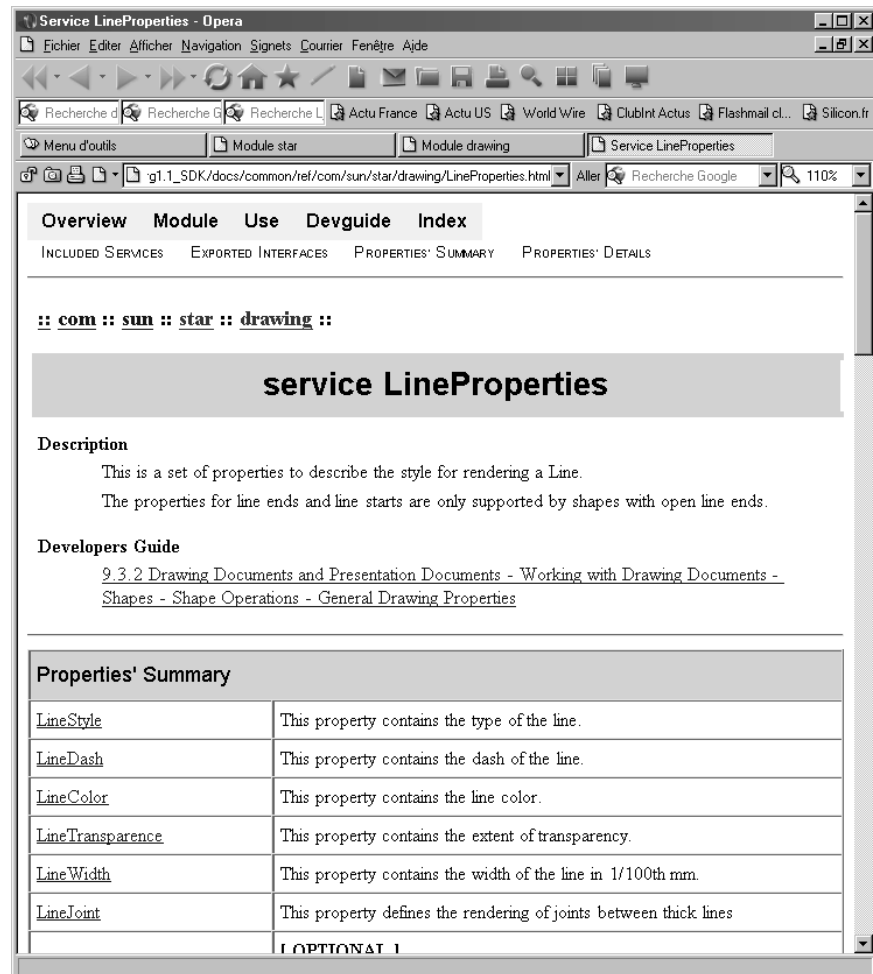 Service LineProperties - Opera
Fichier Editer Afficher Navigation Signets Courrier Fenêtre Aide
Recherche d Recherche G Recherche L Actu France Actu US World Wire ClubInt Actus Flashmail cl... Silicon.fr
Menu d'outils Module star Module drawing Service LineProperties
g1.1_SDK/docs/common/ref/com/sun/star/drawing/LineProperties.html Aller Recherche Google 110%
Overview Module Use Devguide Index
INCLUDED SERVICES EXPORTED INTERFACES PROPERTIES' SUMMARY PROPERTIES' DETAILS
:: com :: sun :: star :: drawing ::
service LineProperties
Description
This is a set of properties to describe the style for rendering a Line.
The properties for line ends and line starts are only supported by shapes with open line ends.
Developers Guide
9.3.2 Drawing Documents and Presentation Documents - Working with Drawing Documents -
Shapes - Shape Operations - General Drawing Properties
Properties' Summary
LineStyle This property contains the type of the line.
LineDash This property contains the dash of the line.
LineColor This property contains the line color.
LineTransparence This property contains the extent of transparency.
LineWidth This property contains the width of the line in 1/100th mm.
LineJoint This property defines the rendering of joints between thick lines
[ OPTIONAL ]